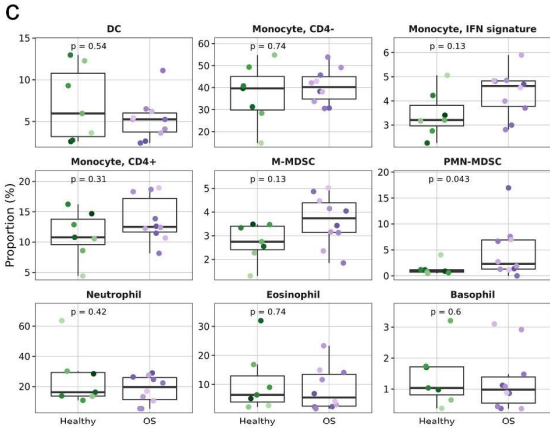 C
DC
Monocyte, CD4-
Monocyte, IFN signature
p = 0.54
p = 0.74
p = 0.13
15
10
5
60
50
40
30
20
10
6
5
4
3
2
Monocyte, CD4+
M-MDSC
PMN-MDSC
p = 0.31
p = 0.13
p = 0.043
20
15
10
5
5
4
3
2
1
20
15
10
5
0
Proportion (%)
Neutrophil
Eosinophil
Basophil
p = 0.42
p = 0.74
p = 0.6
60
40
20
30
20
10
0
3
2
1
Healthy
OS
Healthy
OS
Healthy
OS